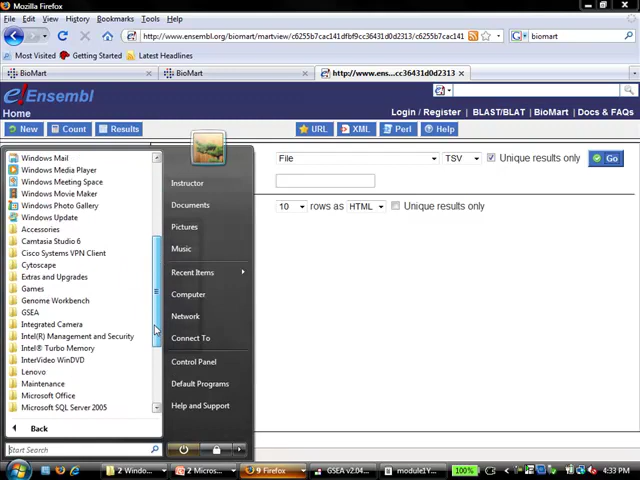 Mozilla Firefox
File Edit View History Bookmarks Tools Help
http://www.ensembl.org/biomart/martview/c6255b7cac141dfbf9cc36431d0d2313/c6255b7cac141
biomart
Most Visited Getting Started Latest Headlines
BioMart
BioMart
http://www.ens...cc36431d0d2313
e!Ensembl
Home
Login / Register BLAST/BLAT BioMart Docs & FAQs
New Count Results URL XML Perl Help
Windows Mail
Windows Media Player
Windows Meeting Space
Windows Movie Maker
Windows Photo Gallery
Windows Update
Accessories
Camtasia Studio 6
Cisco Systems VPN Client
Cytoscape
Extras and Upgrades
Games
Genome Workbench
GSEA
Integrated Camera
Intel(R) Management and Security
Intel® Turbo Memory
InterVideo WinDVD
Lenovo
Maintenance
Microsoft Office
Microsoft SQL Server 2005
Back
Start Search
Instructor
Documents
Pictures
Music
Recent Items
Computer
Network
Connect To
Control Panel
Default Programs
Help and Support
File TSV Unique results only Go
10 rows as HTML Unique results only
2 Window... 2 Micros... 9 Firefox GSEA v2.04... module1Y... 100% 4:33 PM